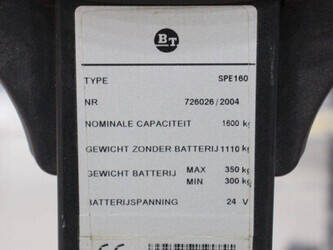 BT
TYPE SPE160
NR 726026/2004
NOMINALE CAPACITEIT 1600 kg
GEWICHT ZONDER BATTERIJ 1110 kg
GEWICHT BATTERIJ MAX 350 kg
MIN 300 kg
BATTERIJSPANNING 24 V
CE